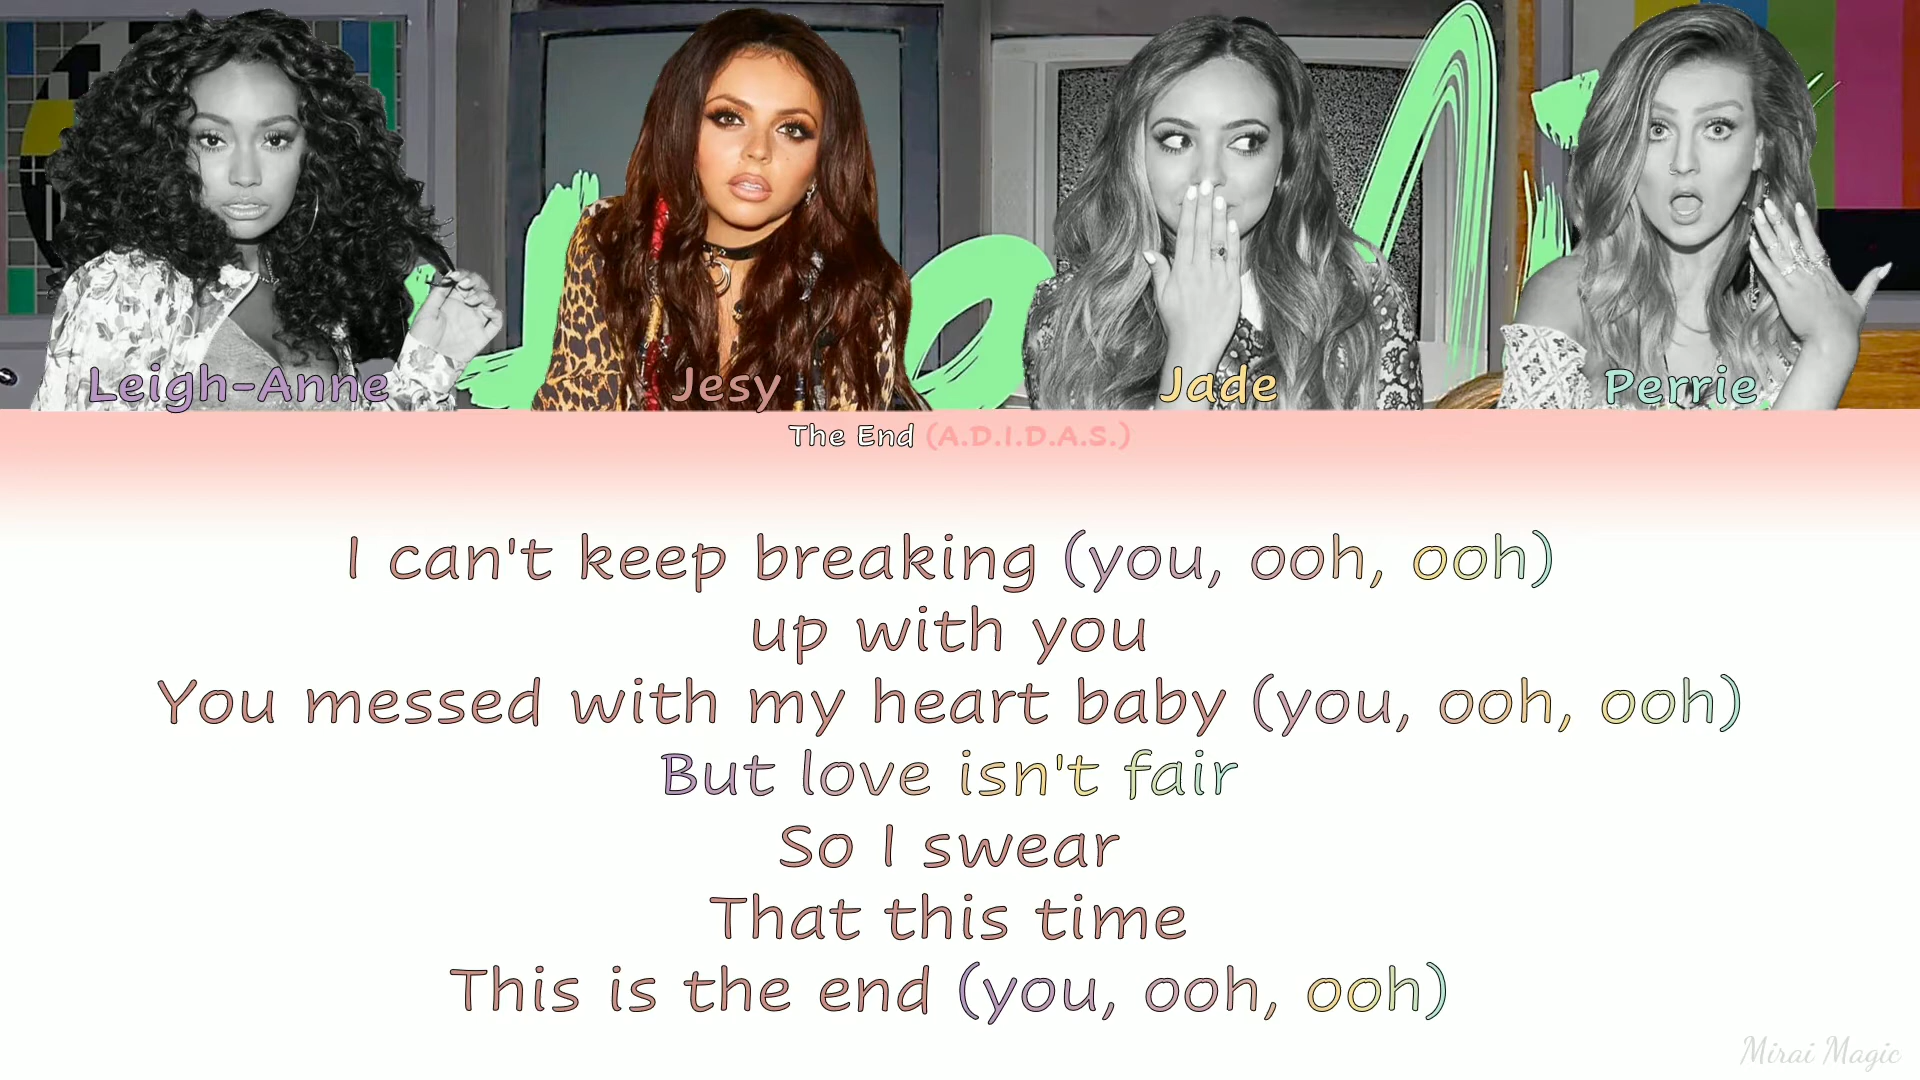 Leigh-Anne Jesy Jade Perrie
The End (A.D.I.D.A.S.)
I can't keep breaking (you, ooh, ooh)
up with you
You messed with my heart baby (you, ooh, ooh)
But love isn't fair
So I swear
That this time
This is the end (you, ooh, ooh)
Mirai Magic